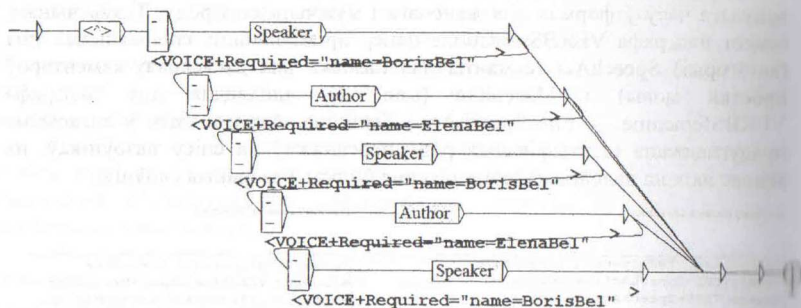 <^> Speaker
<VOICE+Required="name=BorisBel"
Author
<VOICE+Required="name=ElenaBel"
Speaker
<VOICE+Required="name=BorisBel"
Author
<VOICE+Required="name=ElenaBel"
Speaker
<VOICE+Required="name=BorisBel"